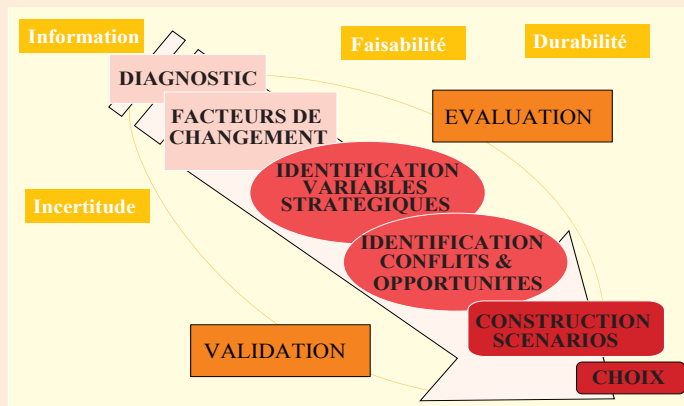 Information
Faisabilité
Durabilité
DIAGNOSTIC
FACTEURS DE
CHANGEMENT
EVALUATION
IDENTIFICATION
VARIABLES
STRATEGIQUES
Incertitude
IDENTIFICATION
CONFLITS &
OPPORTUNITES
CONSTRUCTION
SCENARIOS
VALIDATION
CHOIX